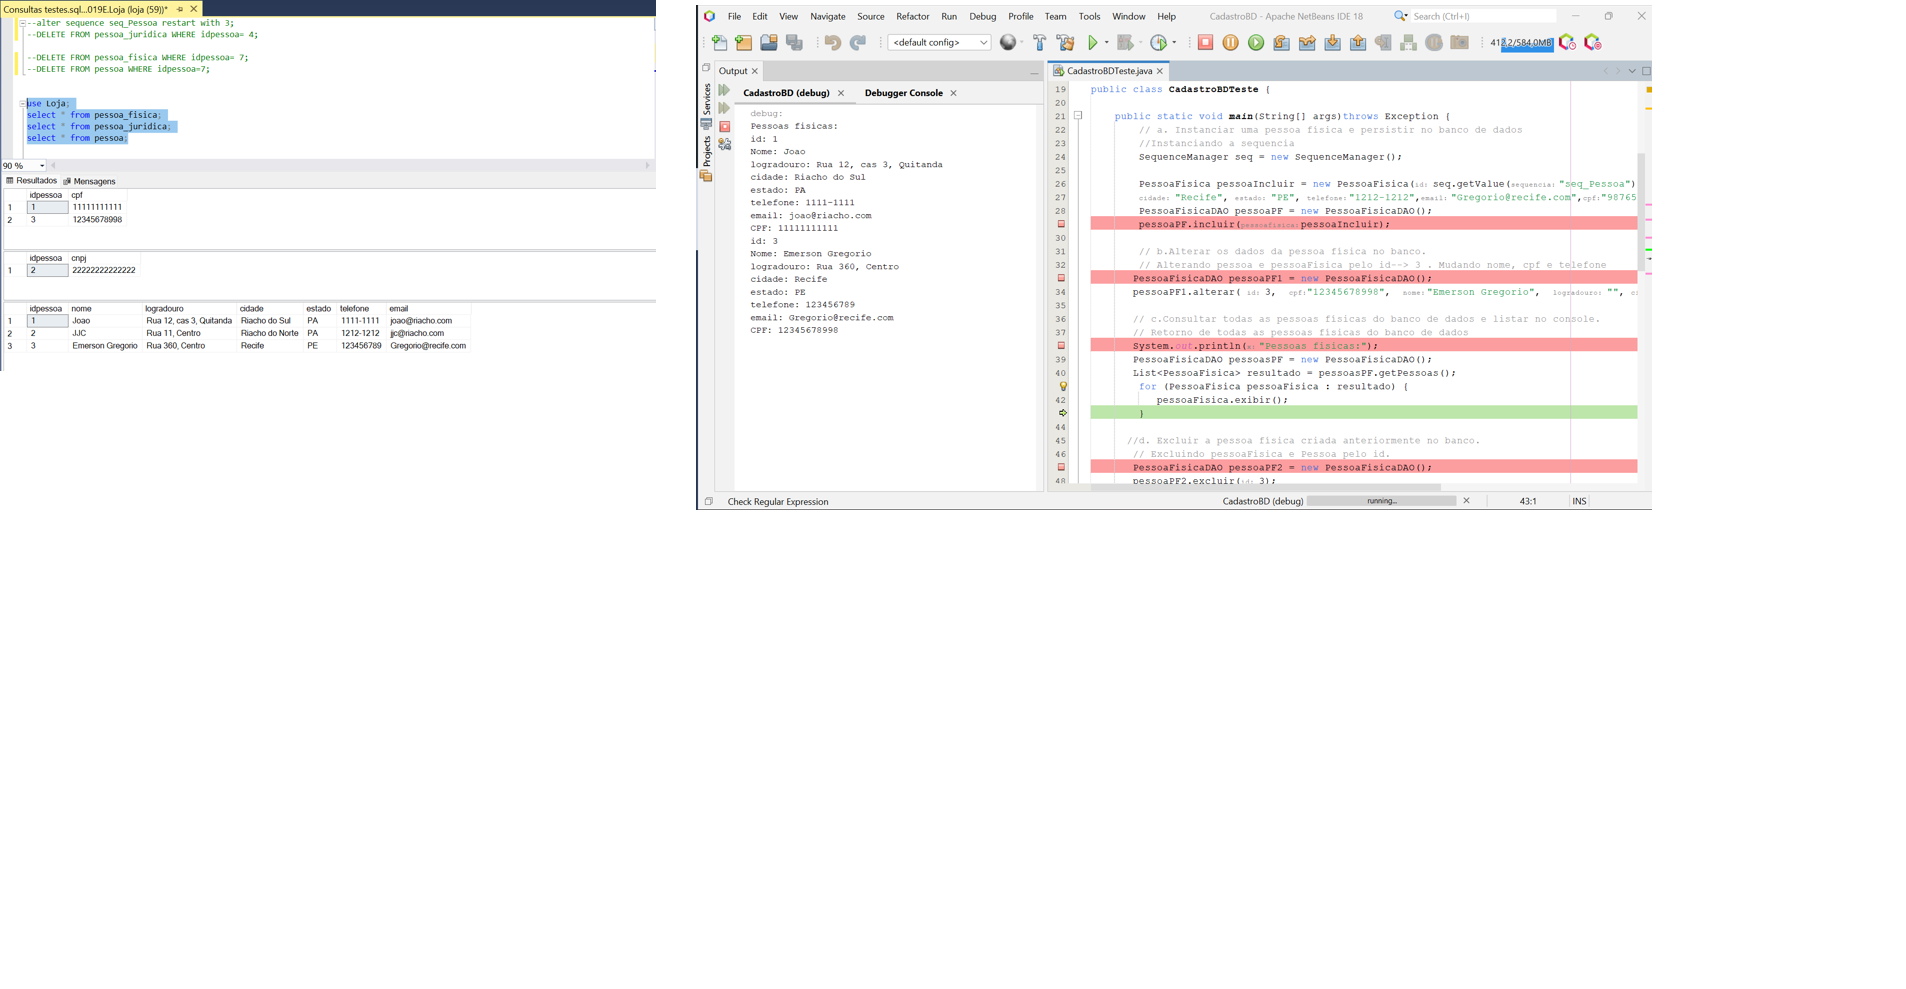 Consultas testes.sql...019E.Loja (loja (59))*
--alter sequence seq_Pessoa restart with 3;
--DELETE FROM pessoa_juridica WHERE idpessoa= 4;
--DELETE FROM pessoa_fisica WHERE idpessoa= 7;
--DELETE FROM pessoa WHERE idpessoa=7;
use Loja;
select * from pessoa_fisica;
select * from pessoa_juridica;
select * from pessoa;
90 %
Resultados Mensagens
idpessoa cpf
1 1 11111111111
2 3 12345678998
idpessoa cnpj
1 2 22222222222222
idpessoa nome logradouro cidade estado telefone email
1 1 Joao Rua 12, cas 3, Quitanda Riacho do Sul PA 1111-1111 joao@riacho.com
2 2 JJC Rua 11, Centro Riacho do Norte PA 1212-1212 jjc@riacho.com
3 3 Emerson Gregorio Rua 360, Centro Recife PE 123456789 Gregorio@recife.com
File Edit View Navigate Source Refactor Run Debug Profile Team Tools Window Help CadastroBD - Apache NetBeans IDE 18 Search (Ctrl+I)
<default config> 412.2/584.0MB
Services
Projects
Output
CadastroBD (debug) Debugger Console
debug:
Pessoas fisicas:
id: 1
Nome: Joao
logradouro: Rua 12, cas 3, Quitanda
cidade: Riacho do Sul
estado: PA
telefone: 1111-1111
email: joao@riacho.com
CPF: 11111111111
id: 3
Nome: Emerson Gregorio
logradouro: Rua 360, Centro
cidade: Recife
estado: PE
telefone: 123456789
email: Gregorio@recife.com
CPF: 12345678998
CadastroBDTeste.java
19 public class CadastroBDTeste {
20
21 public static void main(String[] args)throws Exception {
22 // a. Instanciar uma pessoa física e persistir no banco de dados
23 //Instanciando a sequencia
24 SequenceManager seq = new SequenceManager();
25
26 PessoaFisica pessoaIncluir = new PessoaFisica(id: seq.getValue(sequencia: "seq_Pessoa")
27 cidade: "Recife", estado: "PE", telefone: "1212-1212",email: "Gregorio@recife.com",cpf:"98765
28 PessoaFisicaDAO pessoaPF = new PessoaFisicaDAO();
pessoaPF.incluir(pessoaFisica:pessoaIncluir);
30
31 // b.Alterar os dados da pessoa física no banco.
32 // Alterando pessoa e pessoaFisica pelo id--> 3 . Mudando nome, cpf e telefone
PessoaFisicaDAO pessoaPF1 = new PessoaFisicaDAO();
34 pessoaPF1.alterar( id: 3, cpf:"12345678998", nome:"Emerson Gregorio", logradouro: "",
35
36 // c.Consultar todas as pessoas físicas do banco de dados e listar no console.
37 // Retorno de todas as pessoas físicas do banco de dados
System.out.println(x: "Pessoas fisicas:");
39 PessoaFisicaDAO pessoasPF = new PessoaFisicaDAO();
40 List<PessoaFisica> resultado = pessoasPF.getPessoas();
for (PessoaFisica pessoaFisica : resultado) {
42 pessoaFisica.exibir();
}
44
45 //d. Excluir a pessoa física criada anteriormente no banco.
46 // Excluindo pessoaFisica e Pessoa pelo id.
PessoaFisicaDAO pessoaPF2 = new PessoaFisicaDAO();
48 pessoaPF2.excluir(id: 3);
Check Regular Expression CadastroBD (debug) running... 43:1 INS